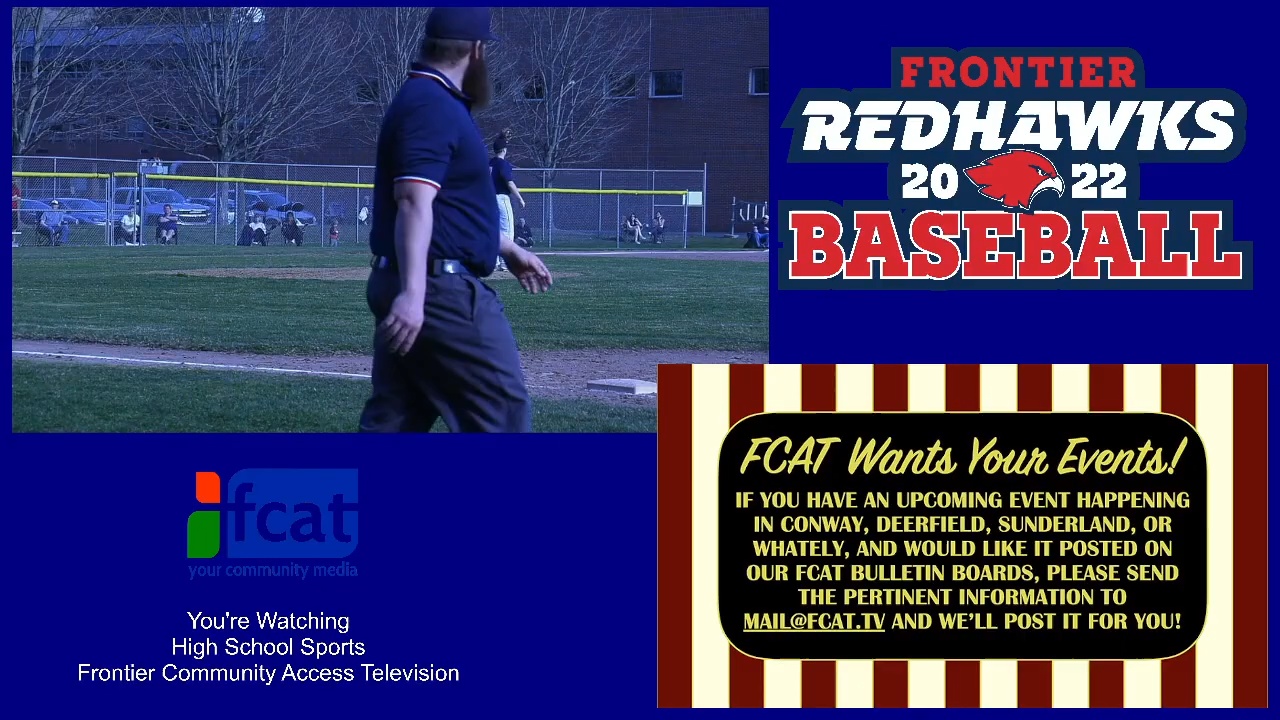 FRONTIER
REDHAWKS
20 22
BASEBALL
FCAT Wants Your Events!
IF YOU HAVE AN UPCOMING EVENT HAPPENING
IN CONWAY, DEERFIELD, SUNDERLAND, OR
WHATELY, AND WOULD LIKE IT POSTED ON
OUR FCAT BULLETIN BOARDS, PLEASE SEND
THE PERTINENT INFORMATION TO
MAIL@FCAT.TV AND WE'LL POST IT FOR YOU!
fcat
your community media
You're Watching
High School Sports
Frontier Community Access Television